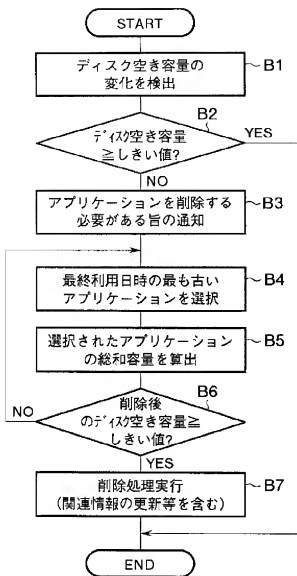 START
ディスク空き容量の
変化を検出
B1
B2
ディスク空き容量
≧しきい値?
YES
NO
アプリケーションを削除する
必要がある旨の通知
B3
最終利用日時の最も古い
アプリケーションを選択
B4
選択されたアプリケーション
の総和容量を算出
B5
B6
削除後
のディスク空き容量≧
しきい値?
NO
YES
削除処理実行
(関連情報の更新等を含む)
B7
END